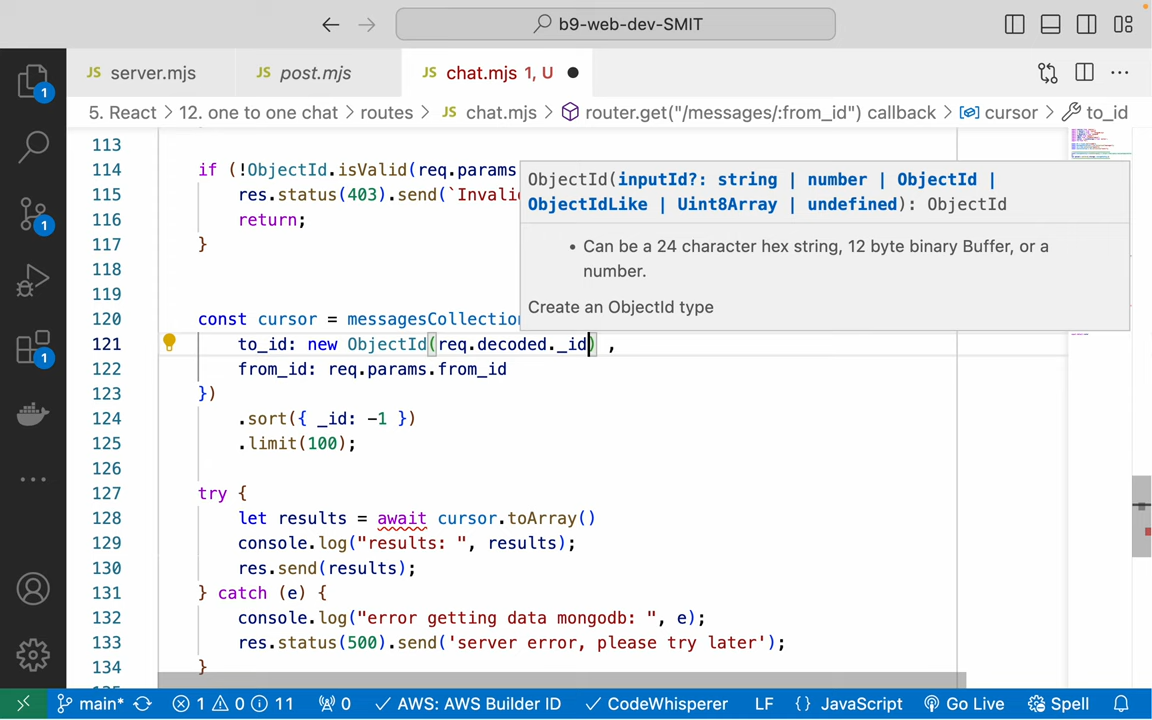 b9-web-dev-SMIT
JS server.mjs
JS post.mjs
JS chat.mjs 1, U
5. React > 12. one to one chat > routes > JS chat.mjs > router.get("/messages/:from_id") callback > cursor > to_id
1
1
1
113
114 if (!ObjectId.isValid(req.params
115 res.status(403).send(`Invalid
116 return;
117 }
118
119
ObjectId(inputId?: string | number | ObjectId |
ObjectIdLike | Uint8Array | undefined): ObjectId
• Can be a 24 character hex string, 12 byte binary Buffer, or a
number.
Create an ObjectId type
120 const cursor = messagesCollection
121 to_id: new ObjectId(req.decoded._id) ,
122 from_id: req.params.from_id
123 })
124 .sort({ _id: -1 })
125 .limit(100);
126
127 try {
128 let results = await cursor.toArray()
129 console.log("results: ", results);
130 res.send(results);
131 } catch (e) {
132 console.log("error getting data mongodb: ", e);
133 res.status(500).send('server error, please try later');
134 }
main* 1 0 11 0 AWS: AWS Builder ID CodeWhisperer LF {} JavaScript Go Live Spell